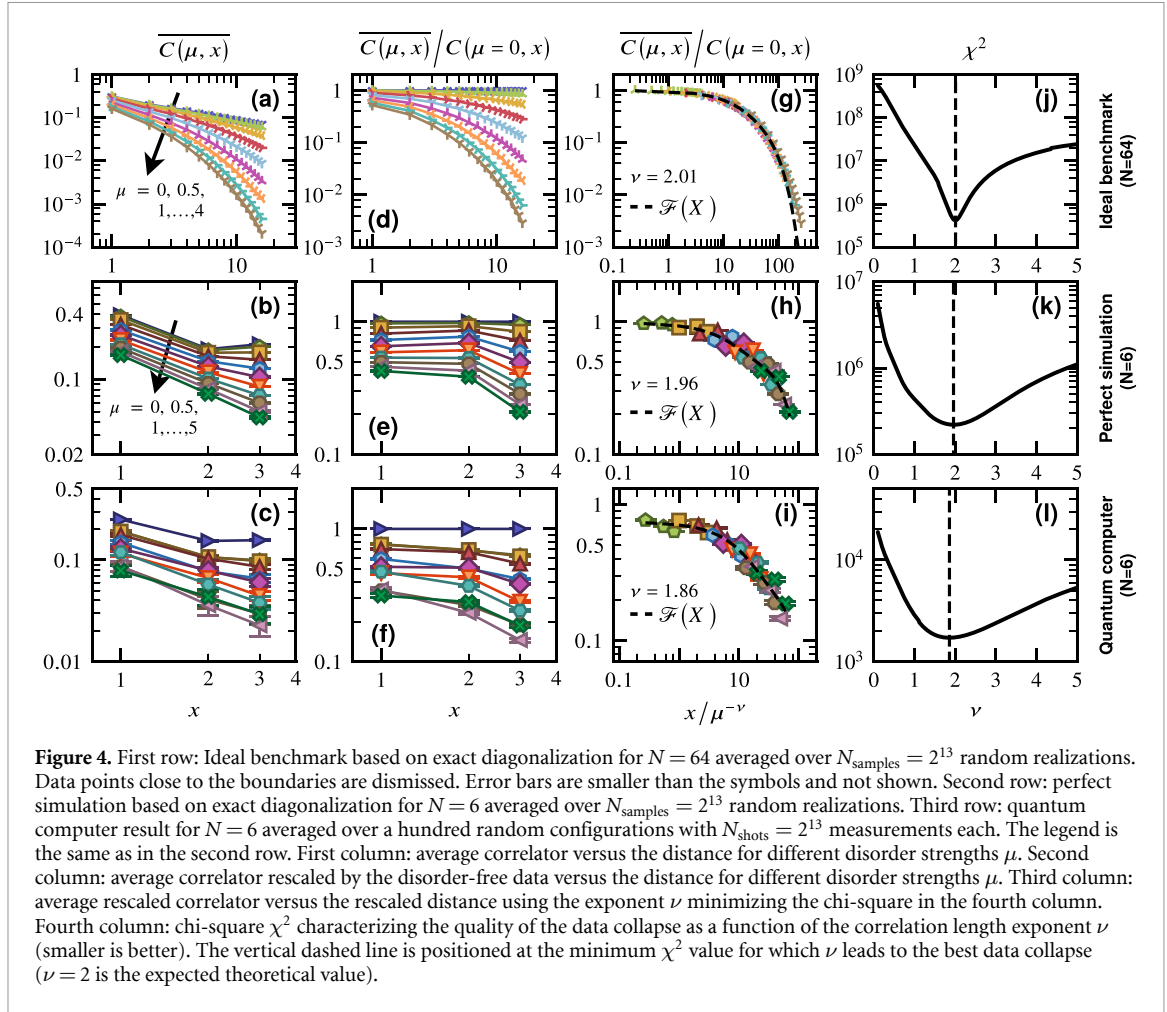 C(μ, x)
C(μ, x) / C(μ = 0, x)
C(μ, x) / C(μ = 0, x)
χ²
1
10⁻¹
10⁻²
10⁻³
10⁻⁴
(a)
μ = 0, 0.5,
1,…,4
1
10
1
10⁻¹
10⁻²
10⁻³
(d)
1
10
1
10⁻¹
10⁻²
10⁻³
(g)
ν = 2.01
ℱ(X)
0.1
1
10
100
10⁹
10⁸
10⁷
10⁶
10⁵
(j)
0 1 2 3 4 5
Ideal benchmark
(N=64)
0.4
0.1
0.02
(b)
μ = 0, 0.5,
1,…,5
1 2 3 4
1
0.5
0.1
(e)
1 2 3 4
1
0.5
0.1
(h)
ν = 1.96
ℱ(X)
0.1 1 10
10⁷
10⁶
10⁵
(k)
0 1 2 3 4 5
Perfect simulation
(N=6)
0.5
0.1
0.01
(c)
1 2 3 4
x
1
0.5
0.1
(f)
1 2 3 4
x
1
0.5
0.1
(i)
ν = 1.86
ℱ(X)
0.1 1 10
x/μ⁻ᵛ
10⁴
10³
(l)
0 1 2 3 4 5
ν
Quantum computer
(N=6)
Figure 4. First row: Ideal benchmark based on exact diagonalization for N = 64 averaged over Nsamples = 2¹³ random realizations.
Data points close to the boundaries are dismissed. Error bars are smaller than the symbols and not shown. Second row: perfect
simulation based on exact diagonalization for N = 6 averaged over Nsamples = 2¹³ random realizations. Third row: quantum
computer result for N = 6 averaged over a hundred random configurations with Nshots = 2¹³ measurements each. The legend is
the same as in the second row. First column: average correlator versus the distance for different disorder strengths μ. Second
column: average correlator rescaled by the disorder-free data versus the distance for different disorder strengths μ. Third column:
average rescaled correlator versus the rescaled distance using the exponent ν minimizing the chi-square in the fourth column.
Fourth column: chi-square χ² characterizing the quality of the data collapse as a function of the correlation length exponent ν
(smaller is better). The vertical dashed line is positioned at the minimum χ² value for which ν leads to the best data collapse
(ν = 2 is the expected theoretical value).